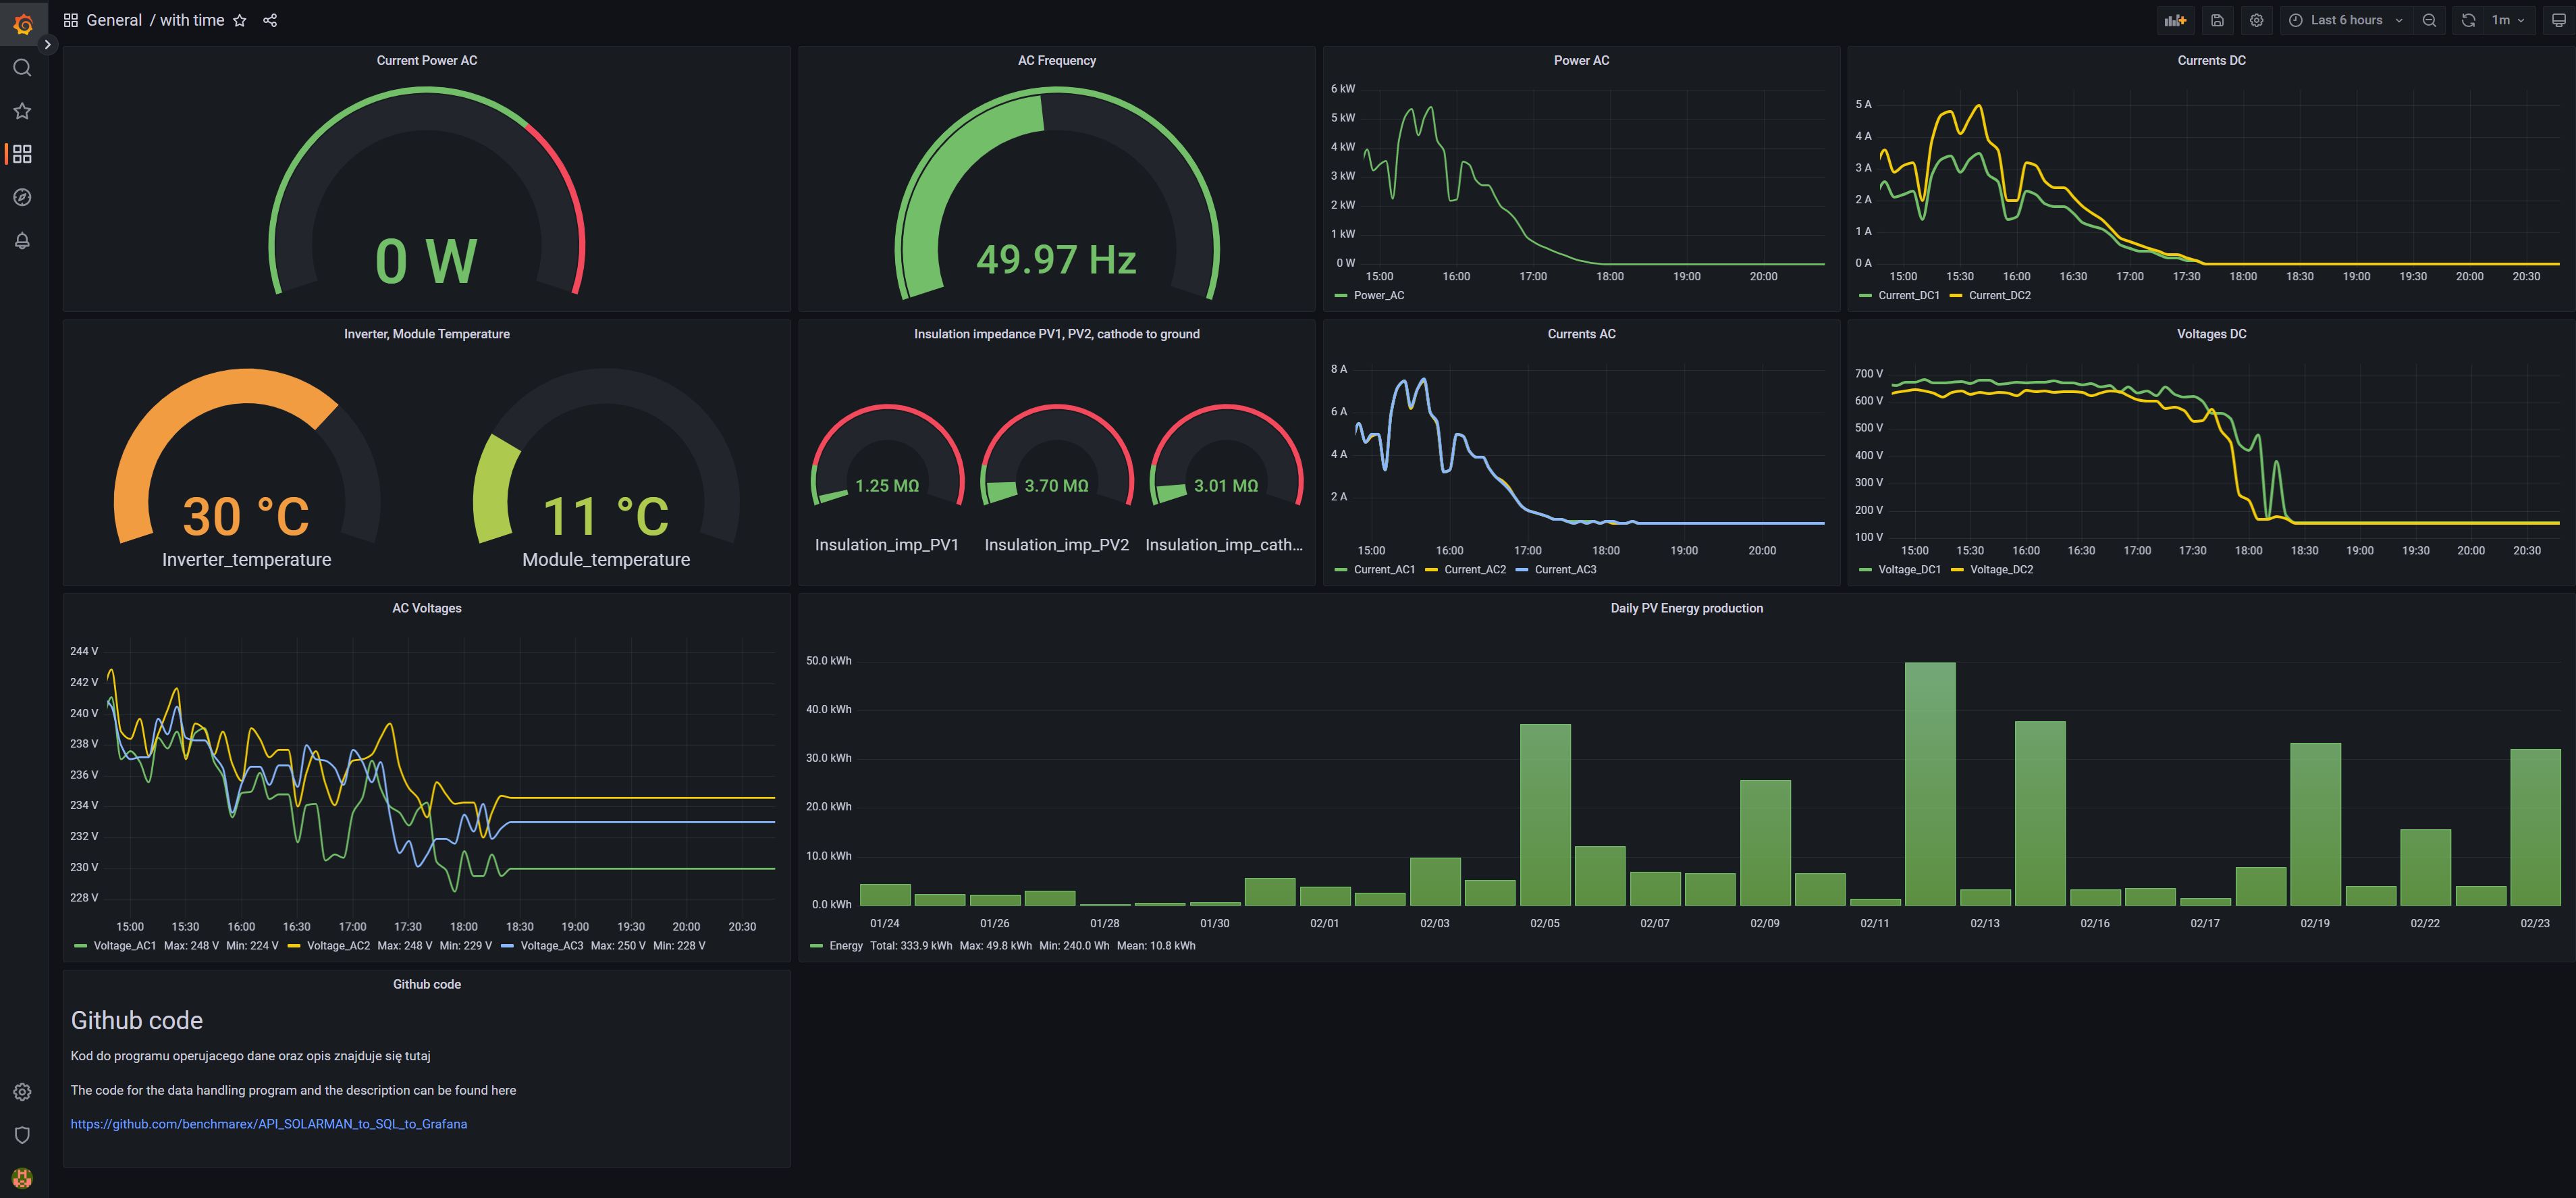 General / with time
Last 6 hours
1m
Current Power AC
0 W
AC Frequency
49.97 Hz
Power AC
6 kW
5 kW
4 kW
3 kW
2 kW
1 kW
0 W
15:00 16:00 17:00 18:00 19:00 20:00
Power_AC
Currents DC
5 A
4 A
3 A
2 A
1 A
0 A
15:00 15:30 16:00 16:30 17:00 17:30 18:00 18:30 19:00 19:30 20:00 20:30
Current_DC1 Current_DC2
Inverter, Module Temperature
30 °C
Inverter_temperature
11 °C
Module_temperature
Insulation impedance PV1, PV2, cathode to ground
1.25 MΩ
Insulation_imp_PV1
3.70 MΩ
Insulation_imp_PV2
3.01 MΩ
Insulation_imp_cath...
Currents AC
8 A
6 A
4 A
2 A
15:00 16:00 17:00 18:00 19:00 20:00
Current_AC1 Current_AC2 Current_AC3
Voltages DC
700 V
600 V
500 V
400 V
300 V
200 V
100 V
15:00 15:30 16:00 16:30 17:00 17:30 18:00 18:30 19:00 19:30 20:00 20:30
Voltage_DC1 Voltage_DC2
AC Voltages
244 V
242 V
240 V
238 V
236 V
234 V
232 V
230 V
228 V
15:00 15:30 16:00 16:30 17:00 17:30 18:00 18:30 19:00 19:30 20:00 20:30
Voltage_AC1 Max: 248 V Min: 224 V Voltage_AC2 Max: 248 V Min: 229 V Voltage_AC3 Max: 250 V Min: 228 V
Daily PV Energy production
50.0 kWh
40.0 kWh
30.0 kWh
20.0 kWh
10.0 kWh
0.0 kWh
01/24 01/26 01/28 01/30 02/01 02/03 02/05 02/07 02/09 02/11 02/13 02/16 02/17 02/19 02/22 02/23
Energy Total: 333.9 kWh Max: 49.8 kWh Min: 240.0 Wh Mean: 10.8 kWh
Github code
Github code
Kod do programu operujacego dane oraz opis znajduje się tutaj
The code for the data handling program and the description can be found here
https://github.com/benchmarex/API_SOLARMAN_to_SQL_to_Grafana